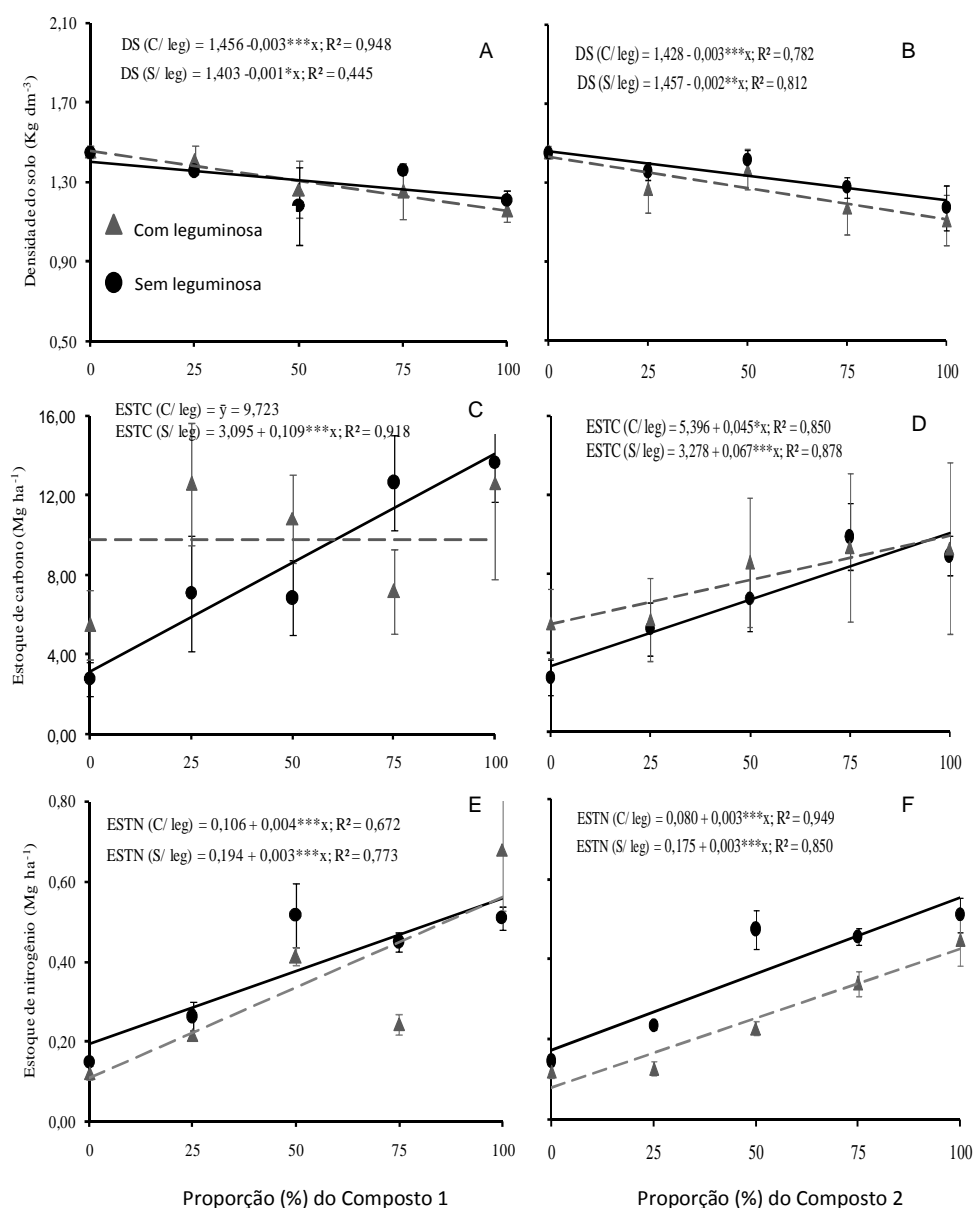 2,10
1,70
1,30
0,90
0,50
Densidade do solo (Kg dm⁻³)
DS (C/ leg) = 1,456 -0,003***x; R² = 0,948
DS (S/ leg) = 1,403 -0,001*x; R² = 0,445
A
Com leguminosa
Sem leguminosa
0 25 50 75 100
DS (C/ leg) = 1,428 - 0,003***x; R² = 0,782
DS (S/ leg) = 1,457 - 0,002**x; R² = 0,812
B
0 25 50 75 100
16,00
12,00
8,00
4,00
0,00
Estoque de carbono (Mg ha⁻¹)
ESTC (C/ leg) = ȳ = 9,723
ESTC (S/ leg) = 3,095 + 0,109***x; R² = 0,918
C
0 25 50 75 100
ESTC (C/ leg) = 5,396 + 0,045*x; R² = 0,850
ESTC (S/ leg) = 3,278 + 0,067***x; R² = 0,878
D
0 25 50 75 100
0,80
0,60
0,40
0,20
0,00
Estoque de nitrogênio (Mg ha⁻¹)
ESTN (C/ leg) = 0,106 + 0,004***x; R² = 0,672
ESTN (S/ leg) = 0,194 + 0,003***x; R² = 0,773
E
0 25 50 75 100
Proporção (%) do Composto 1
ESTN (C/ leg) = 0,080 + 0,003***x; R² = 0,949
ESTN (S/ leg) = 0,175 + 0,003***x; R² = 0,850
F
0 25 50 75 100
Proporção (%) do Composto 2